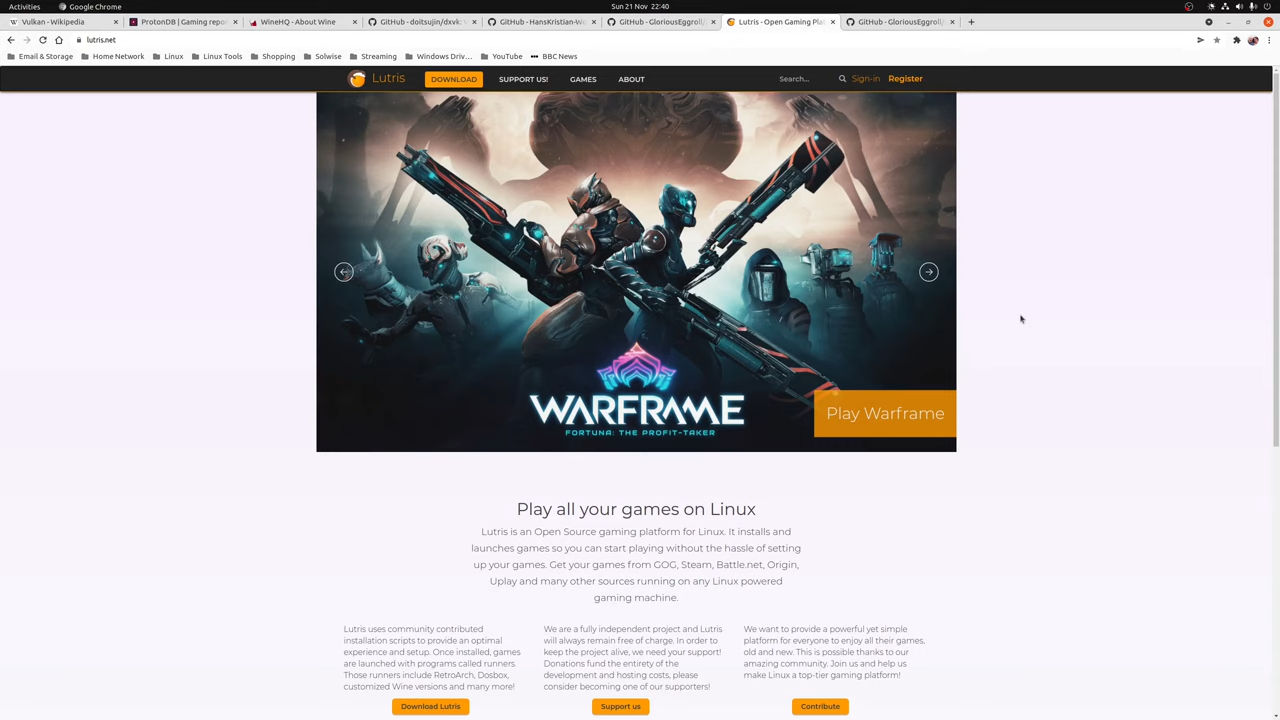 Activities
Google Chrome
Sun 21 Nov 22:40
Vulkan - Wikipedia
ProtonDB | Gaming repo
WineHQ - About Wine
GitHub - doitsujin/dxvk:
GitHub - HansKristian-W
GitHub - GloriousEggroll/
Lutris - Open Gaming Pla
GitHub - GloriousEggroll/
lutris.net
Email & Storage
Home Network
Linux
Linux Tools
Shopping
Solwise
Streaming
Windows Driv...
YouTube
BBC News
Lutris
DOWNLOAD
SUPPORT US!
GAMES
ABOUT
Search...
Sign-in
Register
WARFRAME
FORTUNA: THE PROFIT-TAKER
Play Warframe
Play all your games on Linux
Lutris is an Open Source gaming platform for Linux. It installs and
launches games so you can start playing without the hassle of setting
up your games. Get your games from GOG, Steam, Battle.net, Origin,
Uplay and many other sources running on any Linux powered
gaming machine.
Lutris uses community contributed
installation scripts to provide an optimal
experience and setup. Once installed, games
are launched with programs called runners.
Those runners include RetroArch, Dosbox,
customized Wine versions and many more!
Download Lutris
We are a fully independent project and Lutris
will always remain free of charge. In order to
keep the project alive, we need your support!
Donations fund the entirety of the
development and hosting costs, please
consider becoming one of our supporters!
Support us
We want to provide a powerful yet simple
platform for everyone to enjoy all their games,
old and new. This is possible thanks to our
amazing community. Join us and help us
make Linux a top-tier gaming platform!
Contribute